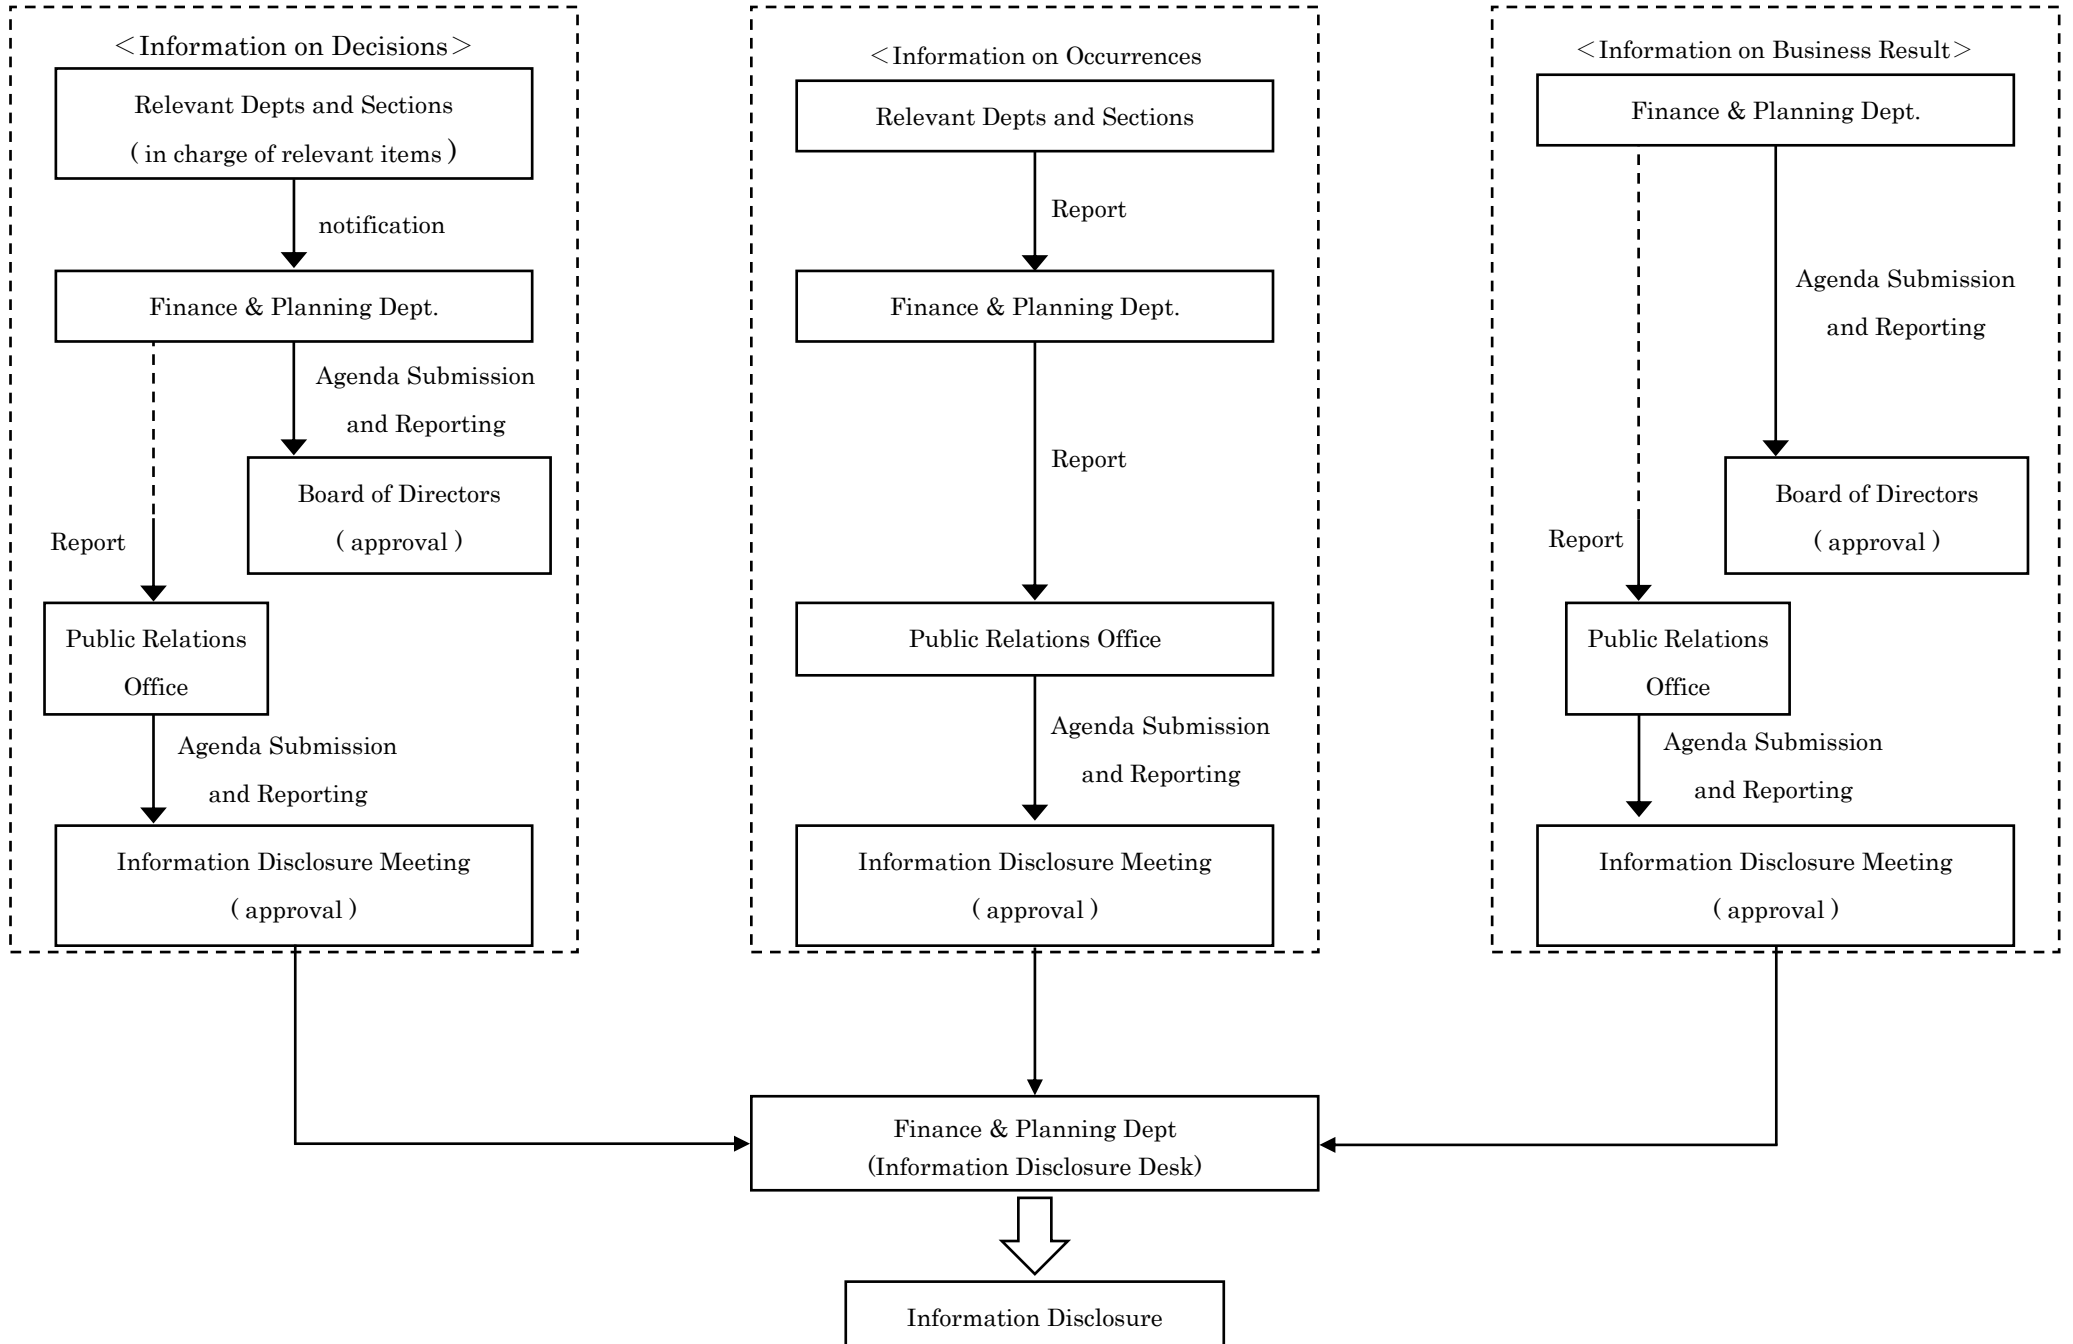 ＜Information on Decisions＞
Relevant Depts and Sections
( in charge of relevant items )
notification
Finance & Planning Dept.
Agenda Submission
and Reporting
Board of Directors
( approval )
Report
Public Relations
Office
Agenda Submission
and Reporting
Information Disclosure Meeting
( approval )
＜Information on Occurrences
Relevant Depts and Sections
Report
Finance & Planning Dept.
Report
Public Relations Office
Agenda Submission
and Reporting
Information Disclosure Meeting
( approval )
＜Information on Business Result＞
Finance & Planning Dept.
Agenda Submission
and Reporting
Board of Directors
( approval )
Report
Public Relations
Office
Agenda Submission
and Reporting
Information Disclosure Meeting
( approval )
Finance & Planning Dept
(Information Disclosure Desk)
Information Disclosure